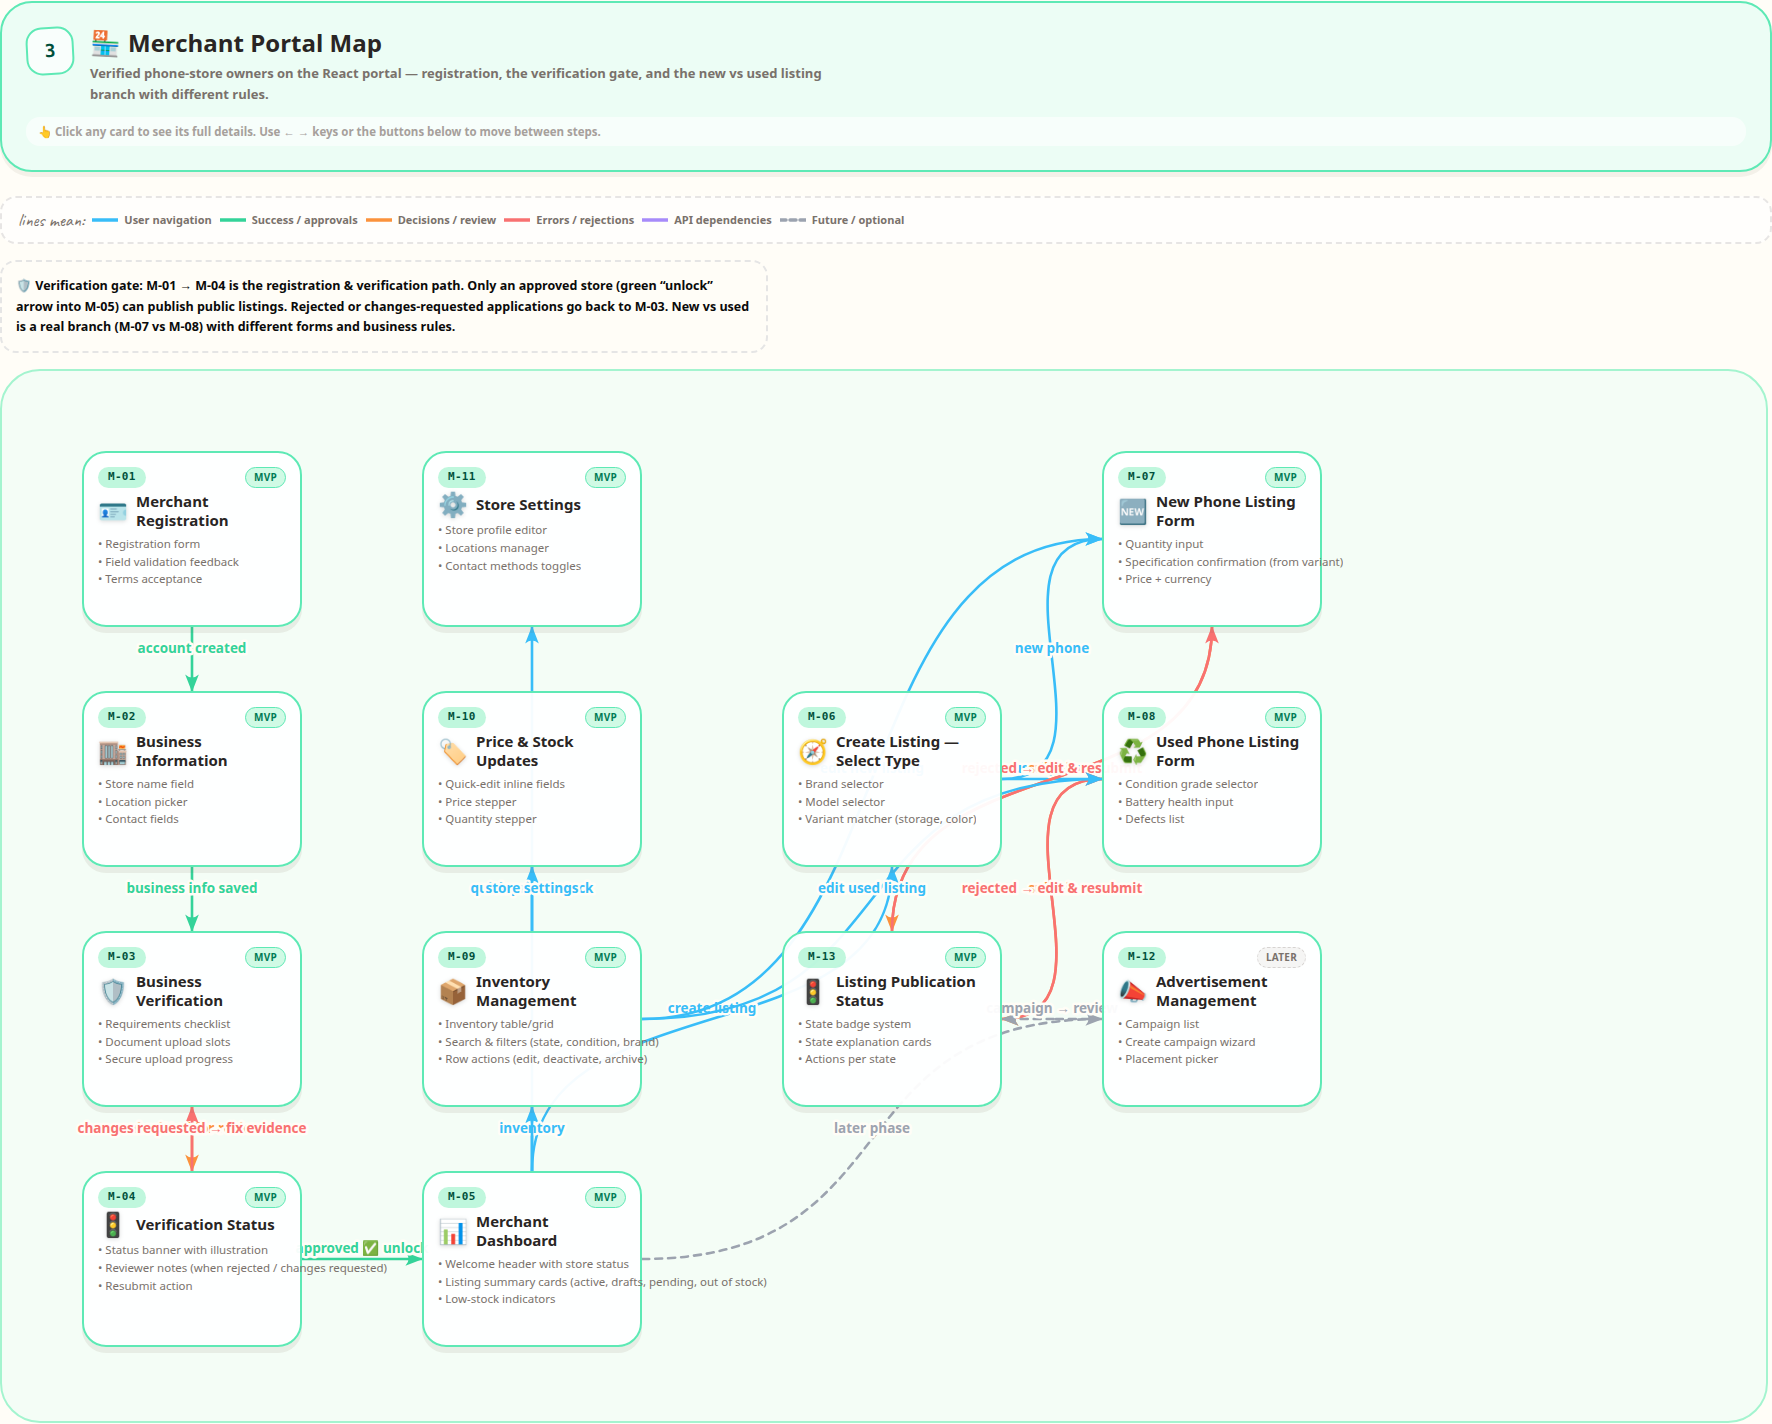 3
Merchant Portal Map
Verified phone-store owners on the React portal — registration, the verification gate, and the new vs used listing
branch with different rules.
Click any card to see its full details. Use ← → keys or the buttons below to move between steps.
lines mean:
User navigation
Success / approvals
Decisions / review
Errors / rejections
API dependencies
Future / optional
Verification gate: M-01 → M-04 is the registration & verification path. Only an approved store (green “unlock”
arrow into M-05) can publish public listings. Rejected or changes-requested applications go back to M-03. New vs used
is a real branch (M-07 vs M-08) with different forms and business rules.
M-01
MVP
Merchant
Registration
• Registration form
• Field validation feedback
• Terms acceptance
M-11
MVP
Store Settings
• Store profile editor
• Locations manager
• Contact methods toggles
M-07
MVP
NEW
New Phone Listing
Form
• Quantity input
• Specification confirmation (from variant)
• Price + currency
account created
new phone
M-02
MVP
Business
Information
• Store name field
• Location picker
• Contact fields
M-10
MVP
Price & Stock
Updates
• Quick-edit inline fields
• Price stepper
• Quantity stepper
M-06
MVP
Create Listing —
Select Type
• Brand selector
• Model selector
• Variant matcher (storage, color)
→ edit &
M-08
MVP
Used Phone Listing
Form
• Condition grade selector
• Battery health input
• Defects list
business info saved
store settings
edit used listing
rejected → edit & resubmit
M-03
MVP
Business
Verification
• Requirements checklist
• Document upload slots
• Secure upload progress
M-09
MVP
Inventory
Management
• Inventory table/grid
• Search & filters (state, condition, brand)
• Row actions (edit, deactivate, archive)
create listing
M-13
MVP
Listing Publication
Status
• State badge system
• State explanation cards
• Actions per state
→
M-12
LATER
Advertisement
Management
• Campaign list
• Create campaign wizard
• Placement picker
changes requested → fix evidence
inventory
later phase
M-04
MVP
Verification Status
• Status banner with illustration
• Reviewer notes (when rejected / changes requested)
• Resubmit action
approved ✅ unlock
M-05
MVP
Merchant
Dashboard
• Welcome header with store status
• Listing summary cards (active, drafts, pending, out of stock)
• Low-stock indicators